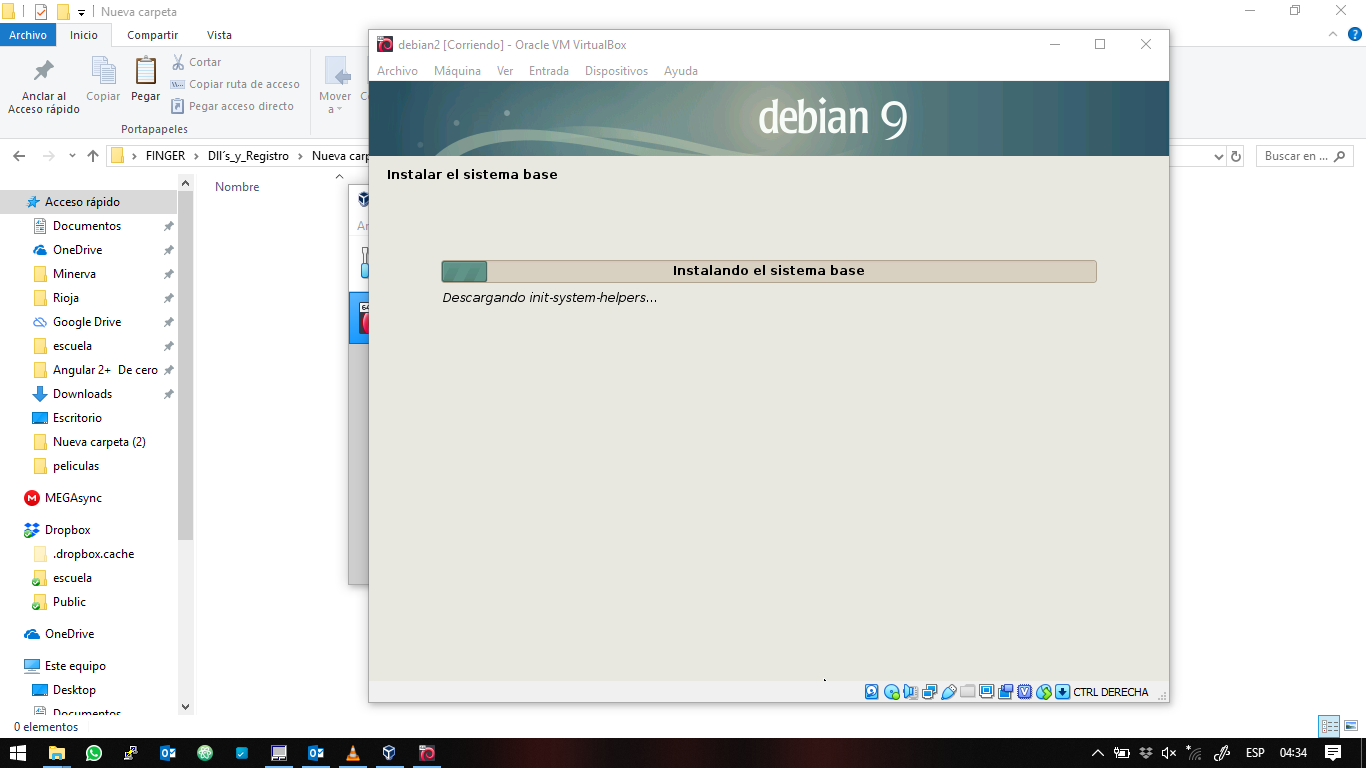 Nueva carpeta
Archivo
Inicio
Compartir
Vista
Anclar al
Acceso rápido
Copiar
Pegar
Cortar
Copiar ruta de acceso
Pegar acceso directo
Mover
a
Portapapeles
FINGER
Dll´s_y_Registro
Buscar en ...
Nombre
Acceso rápido
Documentos
OneDrive
Minerva
Rioja
Google Drive
escuela
Angular 2+ De cero
Downloads
Escritorio
Nueva carpeta (2)
peliculas
MEGAsync
Dropbox
.dropbox.cache
escuela
Public
OneDrive
Este equipo
Desktop
Documentos
0 elementos
debian2 [Corriendo] - Oracle VM VirtualBox
Archivo
Máquina
Ver
Entrada
Dispositivos
Ayuda
debian 9
Instalar el sistema base
Instalando el sistema base
Descargando init-system-helpers...
CTRL DERECHA
ESP
04:34